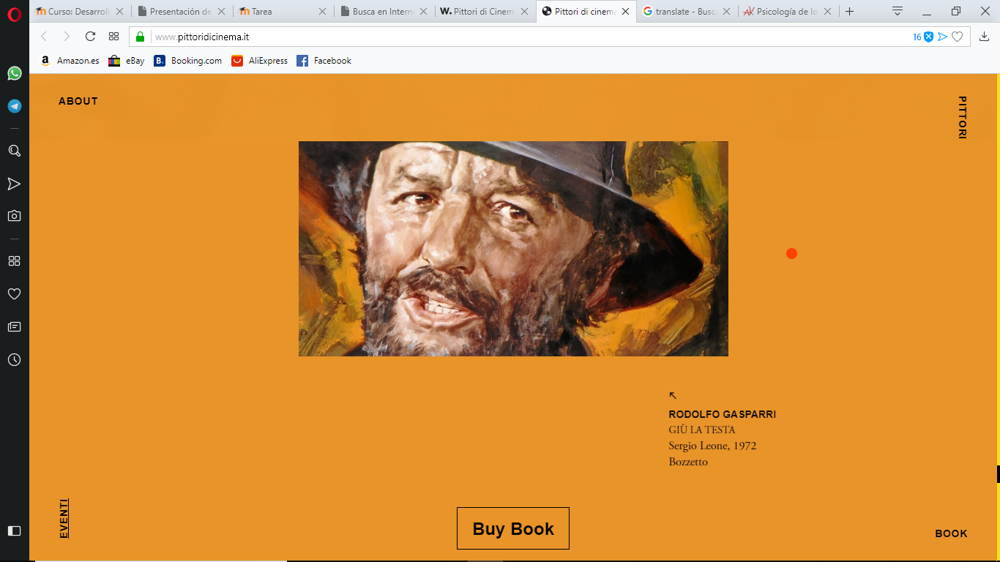 Curso: Desarroll
Presentación de
Tarea
Busca en Intern
W. Pittori di Cinem
Pittori di cinema
translate - Busc
Psicología de lo
www.pittoridicinema.it
16
Amazon.es
eBay
B. Booking.com
AliExpress
Facebook
ABOUT
PITTORI
RODOLFO GASPARRI
GIÙ LA TESTA
Sergio Leone, 1972
Bozzetto
EVENTI
Buy Book
BOOK